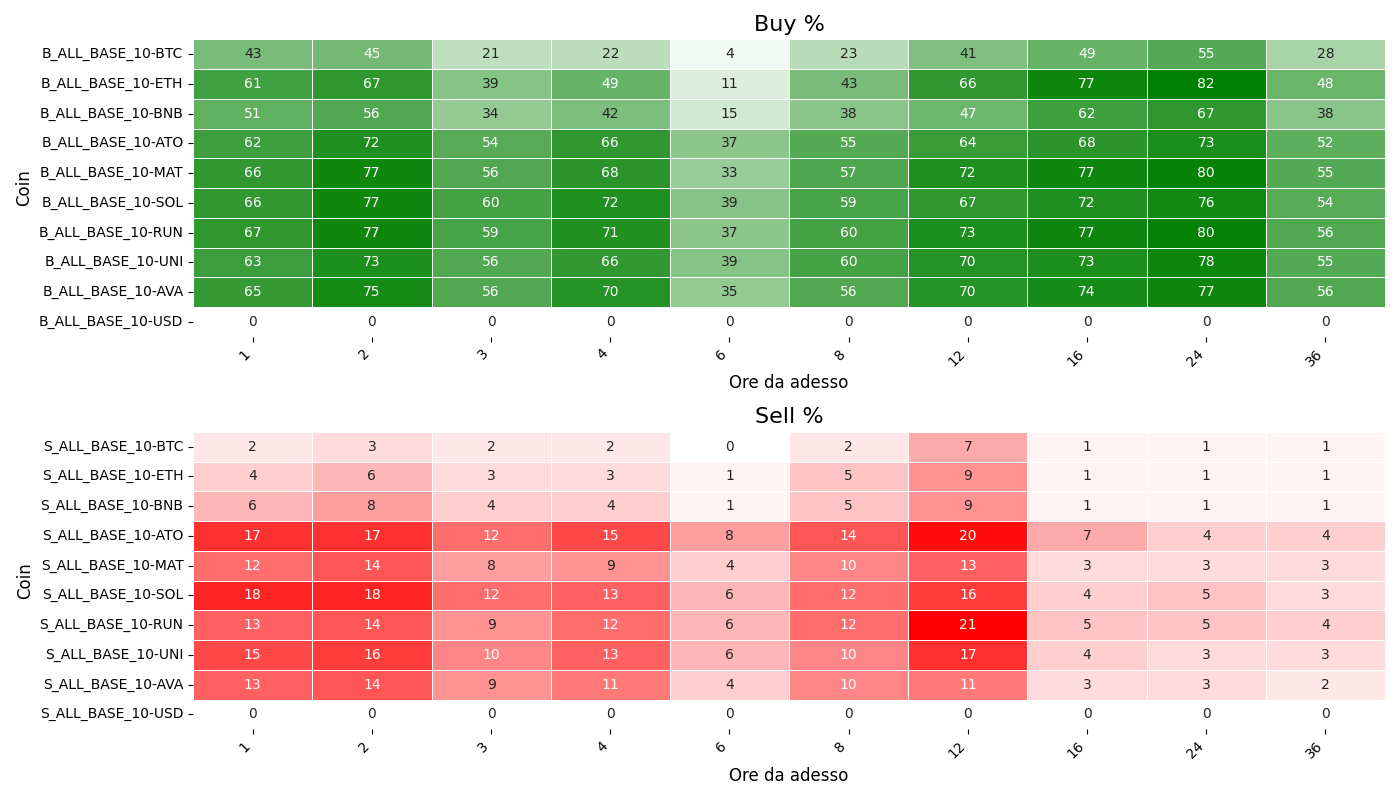 Buy %
Coin
B_ALL_BASE_10-BTC 43 45 21 22 4 23 41 49 55 28
B_ALL_BASE_10-ETH 61 67 39 49 11 43 66 77 82 48
B_ALL_BASE_10-BNB 51 56 34 42 15 38 47 62 67 38
B_ALL_BASE_10-ATO 62 72 54 66 37 55 64 68 73 52
B_ALL_BASE_10-MAT 66 77 56 68 33 57 72 77 80 55
B_ALL_BASE_10-SOL 66 77 60 72 39 59 67 72 76 54
B_ALL_BASE_10-RUN 67 77 59 71 37 60 73 77 80 56
B_ALL_BASE_10-UNI 63 73 56 66 39 60 70 73 78 55
B_ALL_BASE_10-AVA 65 75 56 70 35 56 70 74 77 56
B_ALL_BASE_10-USD 0 0 0 0 0 0 0 0 0 0
1 2 3 4 6 8 12 16 24 36
Ore da adesso
Sell %
Coin
S_ALL_BASE_10-BTC 2 3 2 2 0 2 7 1 1 1
S_ALL_BASE_10-ETH 4 6 3 3 1 5 9 1 1 1
S_ALL_BASE_10-BNB 6 8 4 4 1 5 9 1 1 1
S_ALL_BASE_10-ATO 17 17 12 15 8 14 20 7 4 4
S_ALL_BASE_10-MAT 12 14 8 9 4 10 13 3 3 3
S_ALL_BASE_10-SOL 18 18 12 13 6 12 16 4 5 3
S_ALL_BASE_10-RUN 13 14 9 12 6 12 21 5 5 4
S_ALL_BASE_10-UNI 15 16 10 13 6 10 17 4 3 3
S_ALL_BASE_10-AVA 13 14 9 11 4 10 11 3 3 2
S_ALL_BASE_10-USD 0 0 0 0 0 0 0 0 0 0
1 2 3 4 6 8 12 16 24 36
Ore da adesso